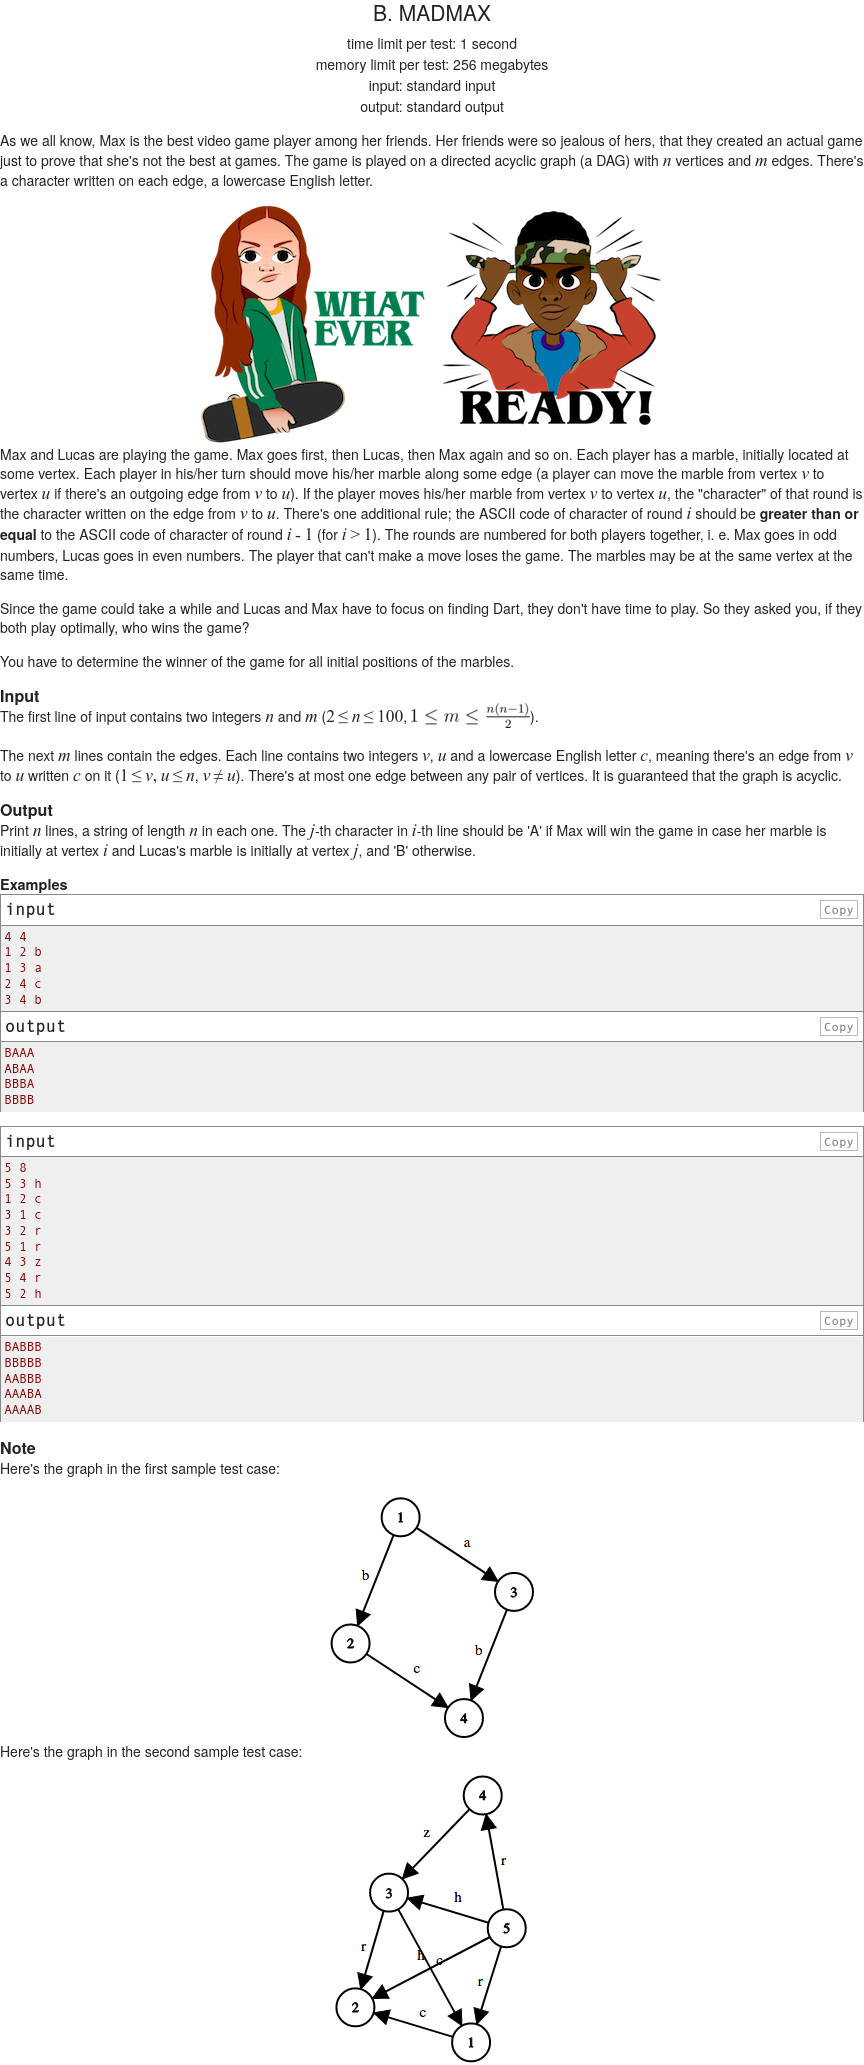 B. MADMAX
time limit per test: 1 second
memory limit per test: 256 megabytes
input: standard input
output: standard output
As we all know, Max is the best video game player among her friends. Her friends were so jealous of hers, that they created an actual game
just to prove that she's not the best at games. The game is played on a directed acyclic graph (a DAG) with n vertices and m edges. There's
a character written on each edge, a lowercase English letter.
WHAT
EVER
READY!
Max and Lucas are playing the game. Max goes first, then Lucas, then Max again and so on. Each player has a marble, initially located at
some vertex. Each player in his/her turn should move his/her marble along some edge (a player can move the marble from vertex v to
vertex u if there's an outgoing edge from v to u). If the player moves his/her marble from vertex v to vertex u, the "character" of that round is
the character written on the edge from v to u. There's one additional rule; the ASCII code of character of round i should be greater than or
equal to the ASCII code of character of round i - 1 (for i > 1). The rounds are numbered for both players together, i. e. Max goes in odd
numbers, Lucas goes in even numbers. The player that can't make a move loses the game. The marbles may be at the same vertex at the
same time.
Since the game could take a while and Lucas and Max have to focus on finding Dart, they don't have time to play. So they asked you, if they
both play optimally, who wins the game?
You have to determine the winner of the game for all initial positions of the marbles.
Input
The first line of input contains two integers n and m (2 ≤ n ≤ 100, 1 ≤ m ≤ n(n−1)/2).
The next m lines contain the edges. Each line contains two integers v, u and a lowercase English letter c, meaning there's an edge from v
to u written c on it (1 ≤ v, u ≤ n, v ≠ u). There's at most one edge between any pair of vertices. It is guaranteed that the graph is acyclic.
Output
Print n lines, a string of length n in each one. The j-th character in i-th line should be 'A' if Max will win the game in case her marble is
initially at vertex i and Lucas's marble is initially at vertex j, and 'B' otherwise.
Examples
input Copy
4 4
1 2 b
1 3 a
2 4 c
3 4 b
output Copy
BAAA
ABAA
BBBA
BBBB
input Copy
5 8
5 3 h
1 2 c
3 1 c
3 2 r
5 1 r
4 3 z
5 4 r
5 2 h
output Copy
BABBB
BBBBB
AABBB
AAABA
AAAAB
Note
Here's the graph in the first sample test case:
1
a
b
3
2
b
c
4
Here's the graph in the second sample test case:
4
z
r
3
h
5
r
h
c
r
2
c
1